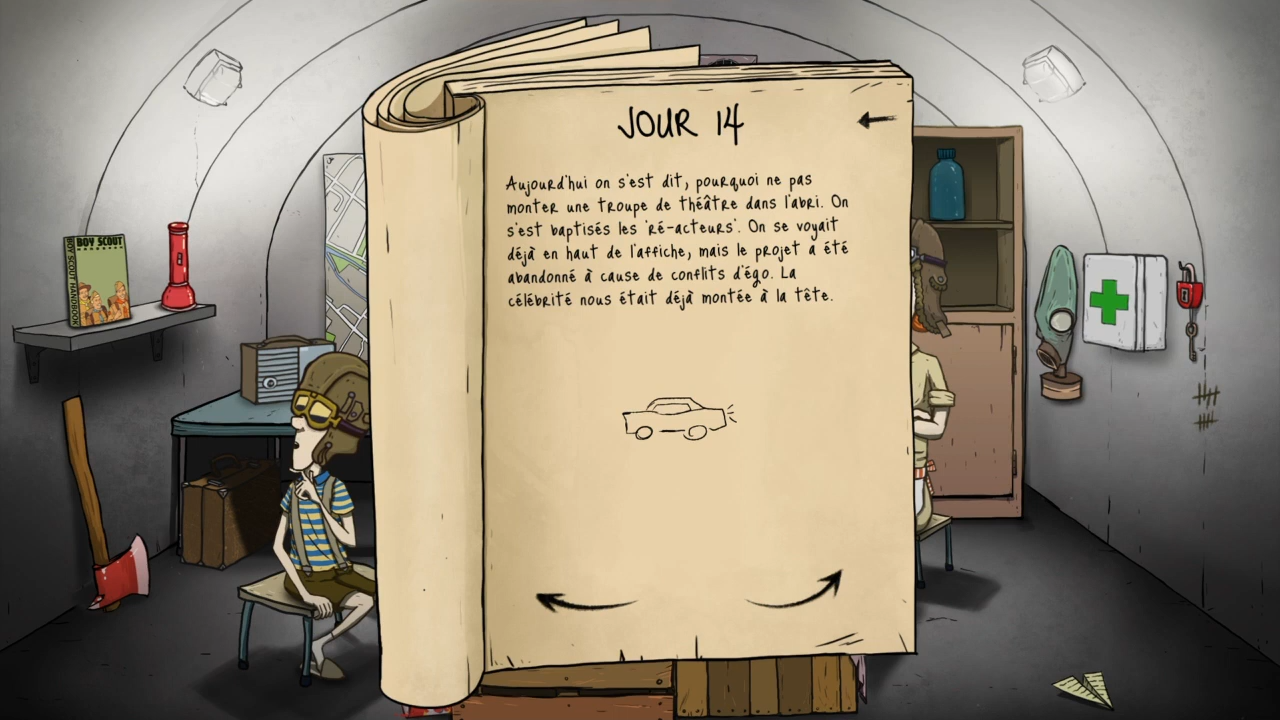 JOUR 14
Aujourd'hui on s'est dit, pourquoi ne pas
monter une troupe de théâtre dans l'abri. On
s'est baptisés les 'ré-acteurs'. On se voyait
déjà en haut de l'affiche, mais le projet a été
abandonné à cause de conflits d'égo. La
célébrité nous était déjà montée à la tête.
BOY SCOUT
BOY SCOUT HANDBOOK